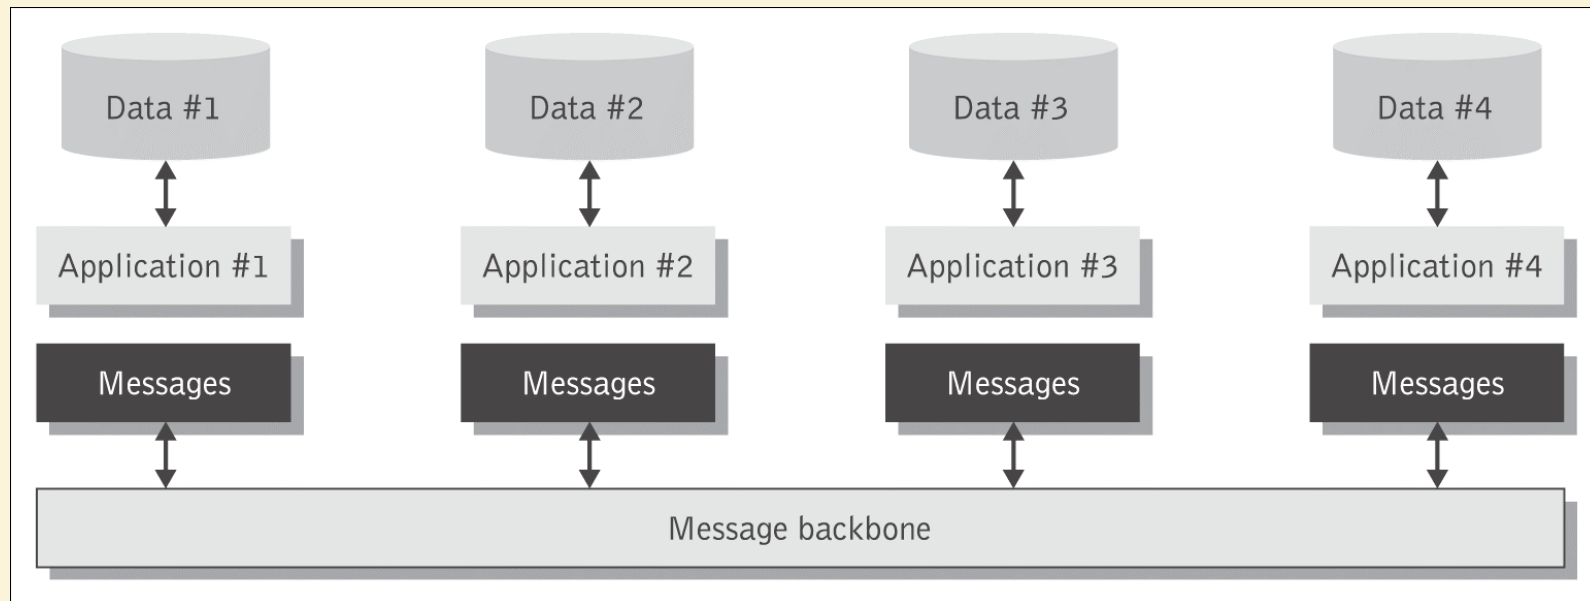 Data #1
Data #2
Data #3
Data #4
Application #1
Application #2
Application #3
Application #4
Messages
Messages
Messages
Messages
Message backbone